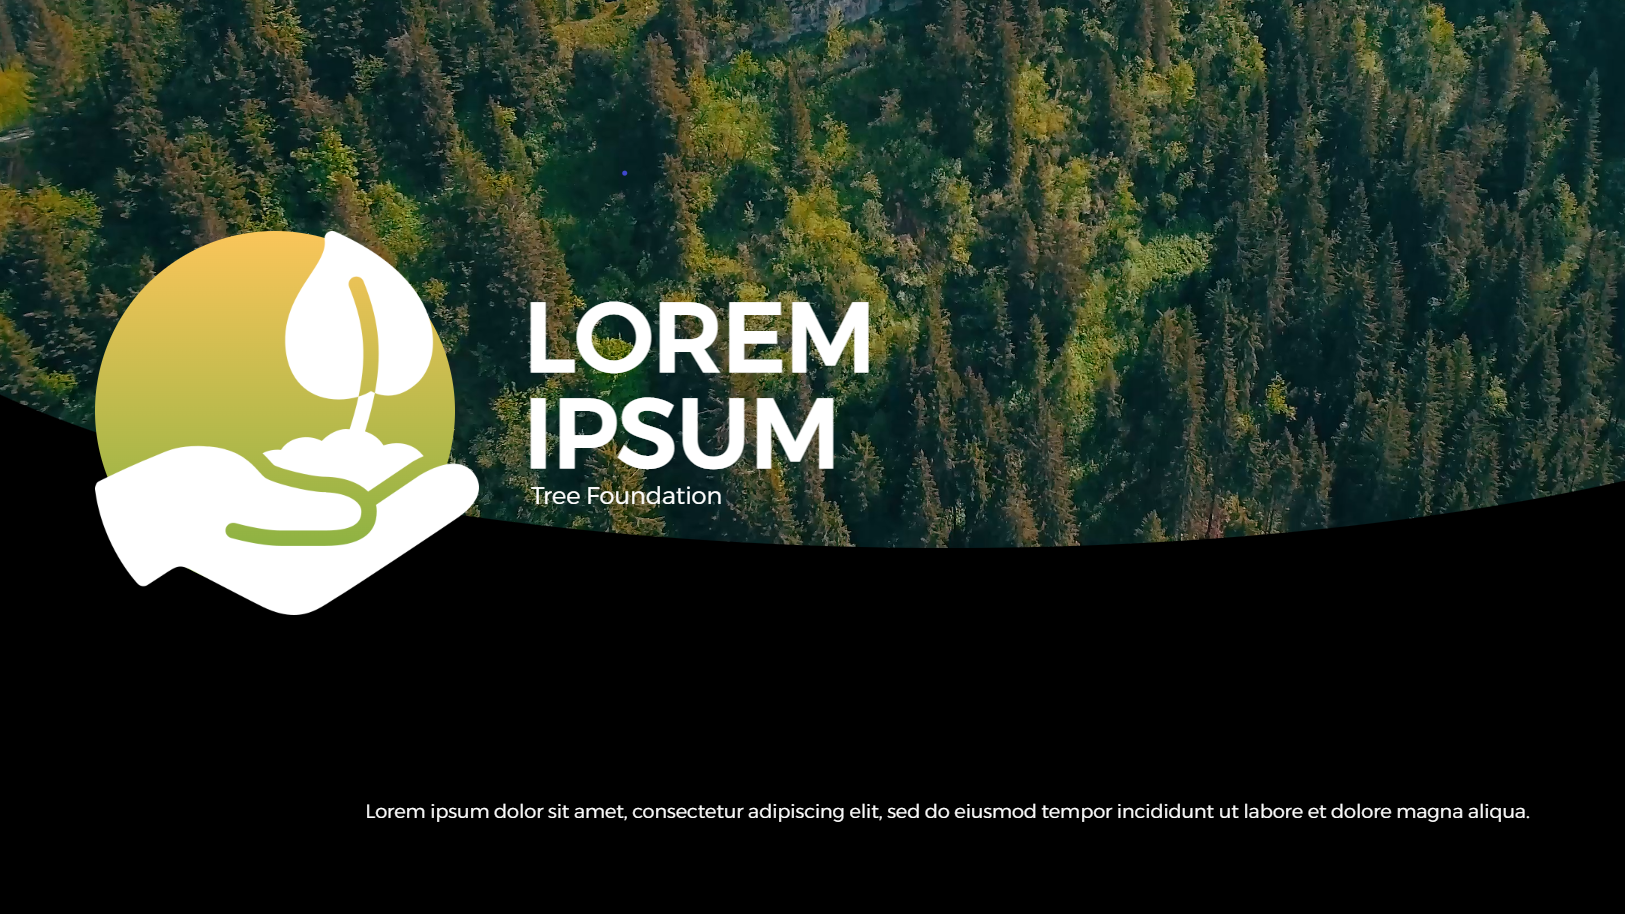 LOREM
IPSUM
Tree Foundation
Lorem ipsum dolor sit amet, consectetur adipiscing elit, sed do eiusmod tempor incididunt ut labore et dolore magna aliqua.